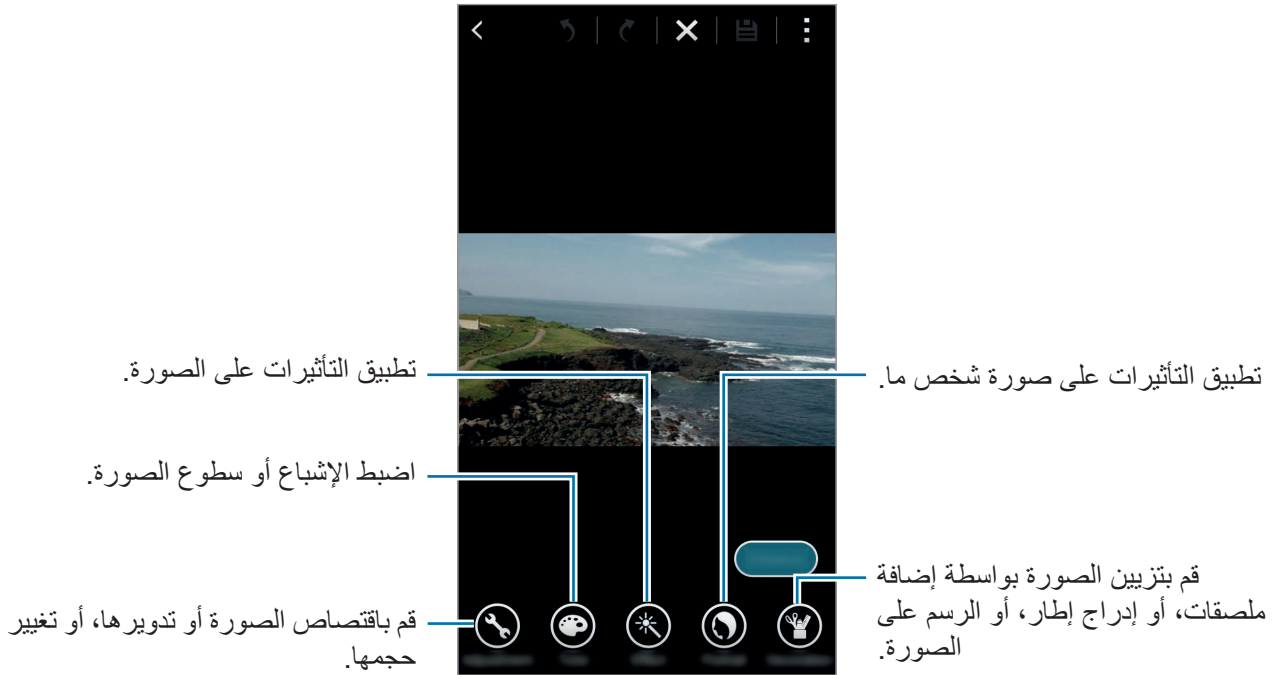 تطبيق التأثيرات على الصورة.
تطبيق التأثيرات على صورة شخص ما.
اضبط الإشباع أو سطوع الصورة.
قم بتزيين الصورة بواسطة إضافة
ملصقات، أو إدراج إطار، أو الرسم على
الصورة.
قم باقتصاص الصورة أو تدويرها، أو تغيير
حجمها.